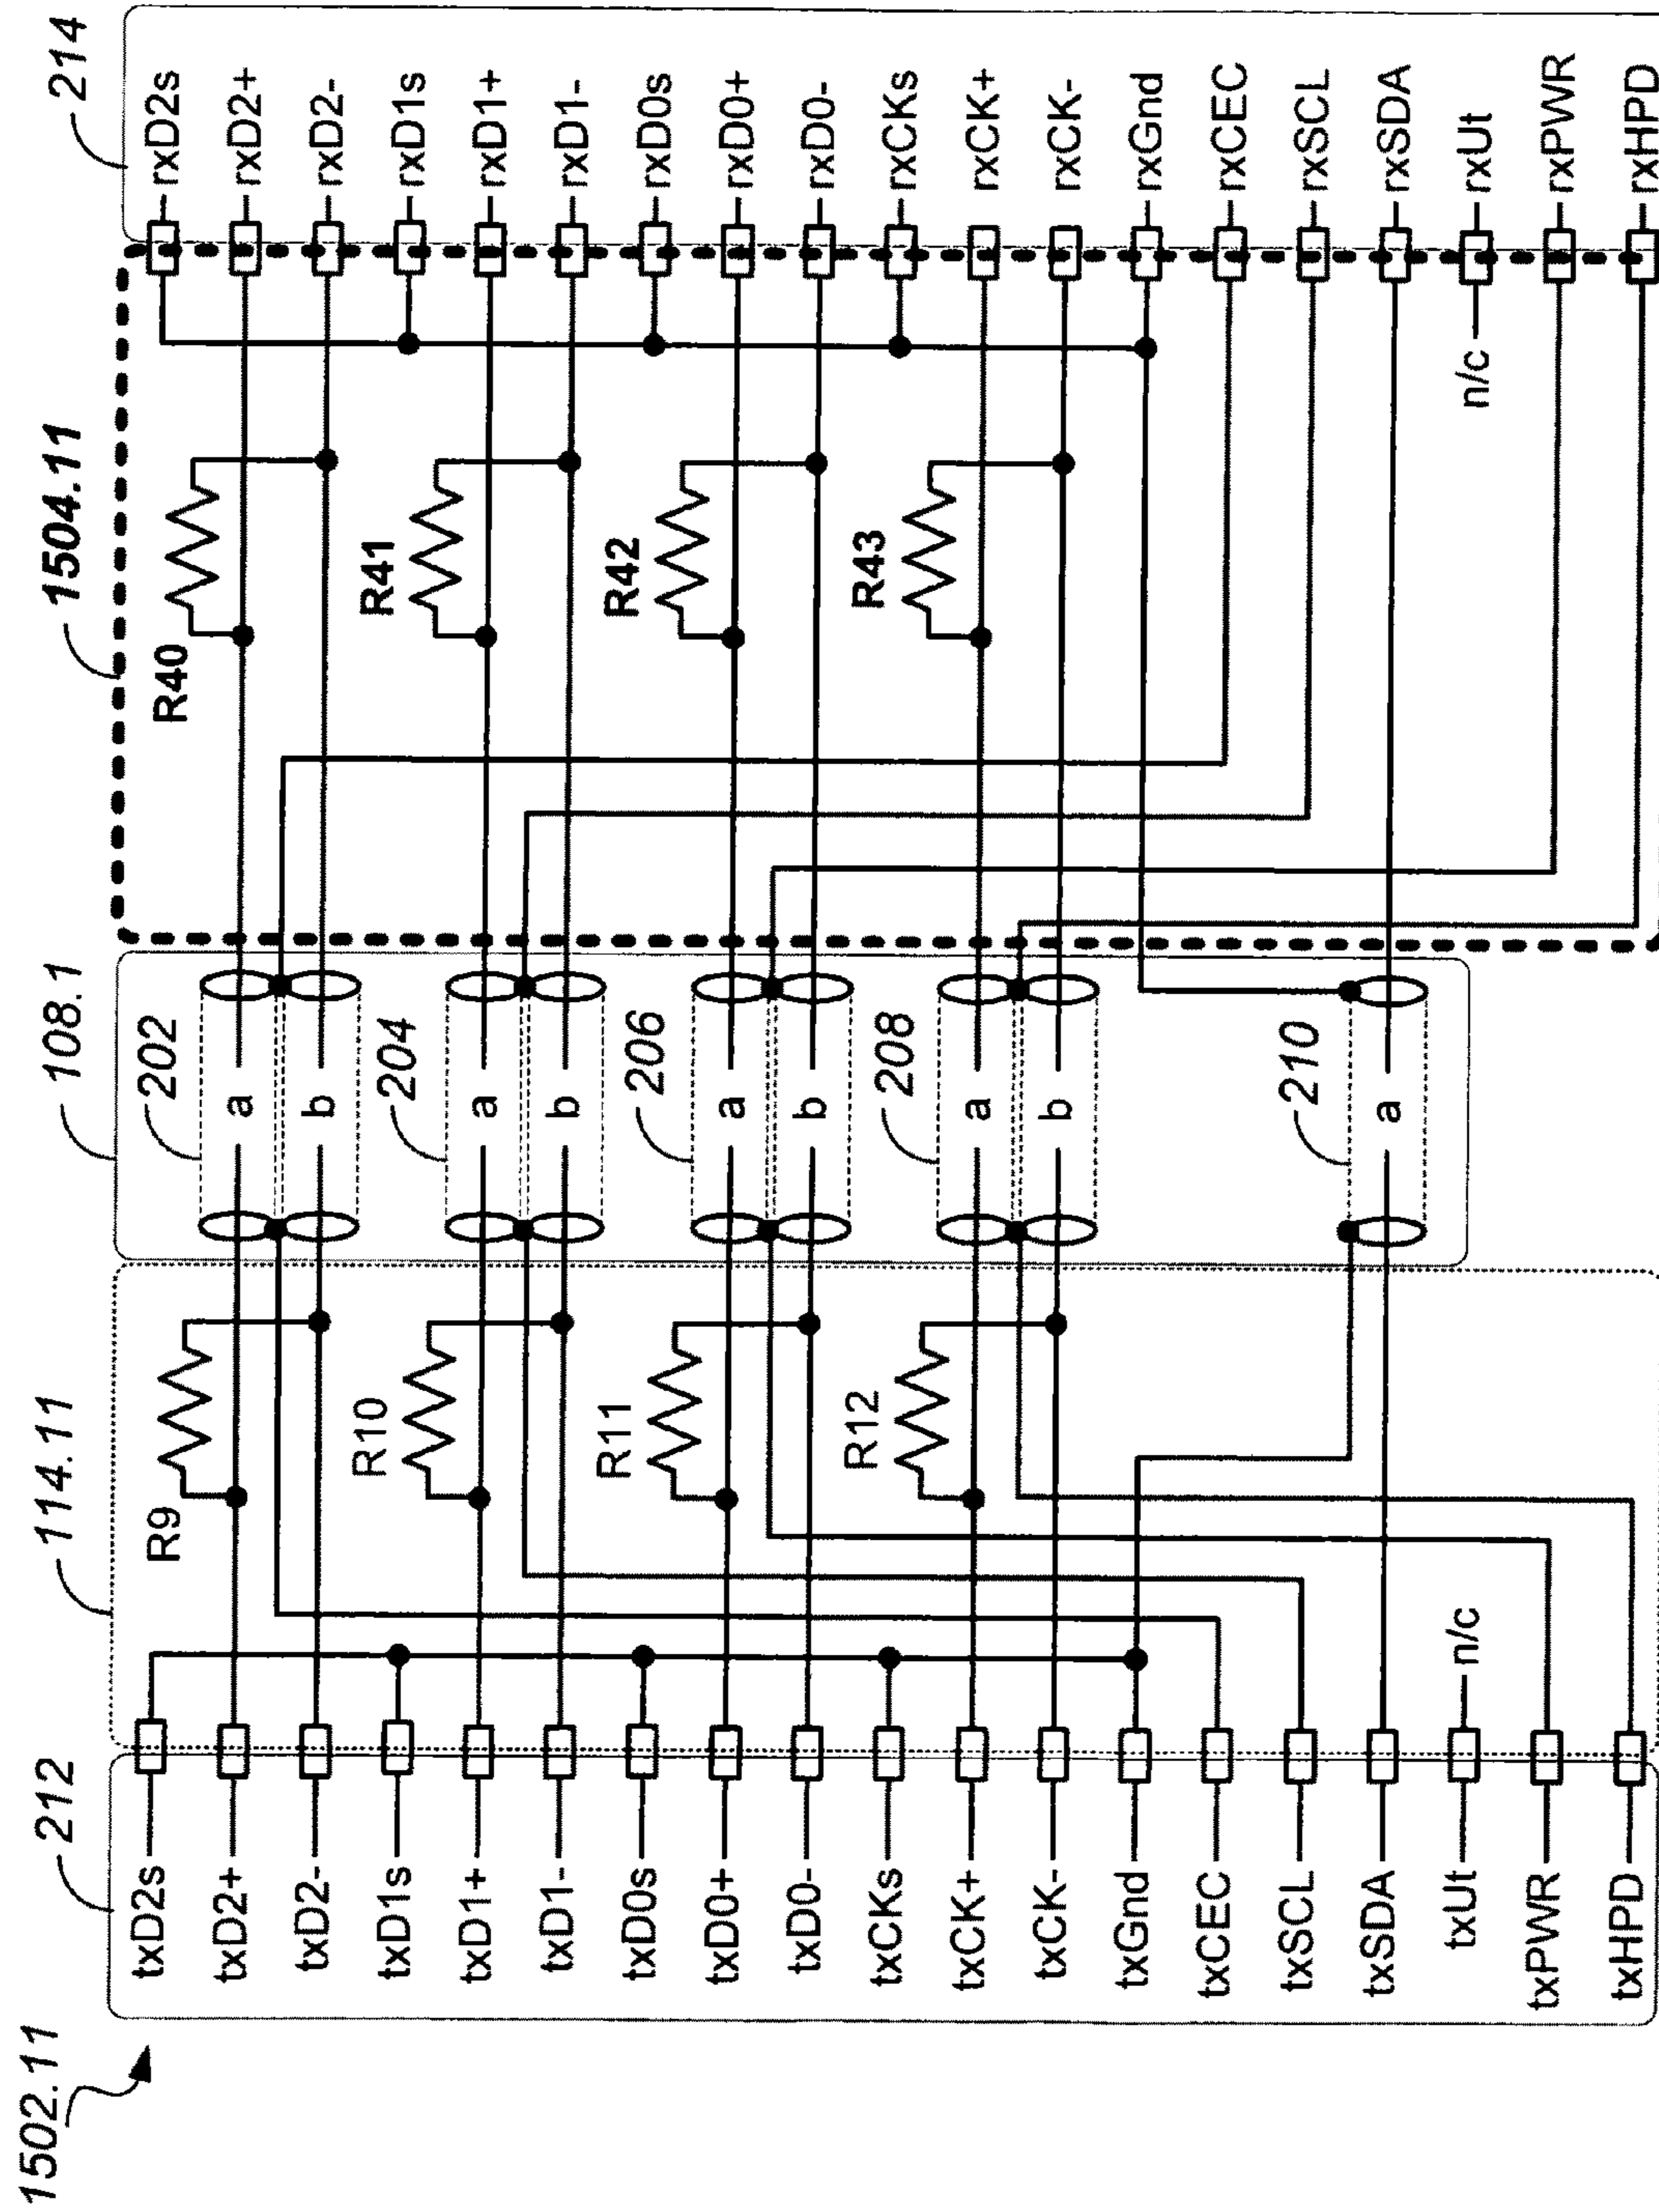 1502.11
212
114.11
108.1
1504.11
214
txD2s
txD2+
txD2-
txD1s
txD1+
txD1-
txD0s
txD0+
txD0-
txCKs
txCK+
txCK-
txGnd
txCEC
txSCL
txSDA
txUt
n/c
txPWR
txHPD
R9
R10
R11
R12
202
a
b
204
a
b
206
a
b
208
a
b
210
a
R40
R41
R42
R43
rxD2s
rxD2+
rxD2-
rxD1s
rxD1+
rxD1-
rxD0s
rxD0+
rxD0-
rxCKs
rxCK+
rxCK-
rxGnd
rxCEC
rxSCL
rxSDA
n/c
rxUt
rxPWR
rxHPD